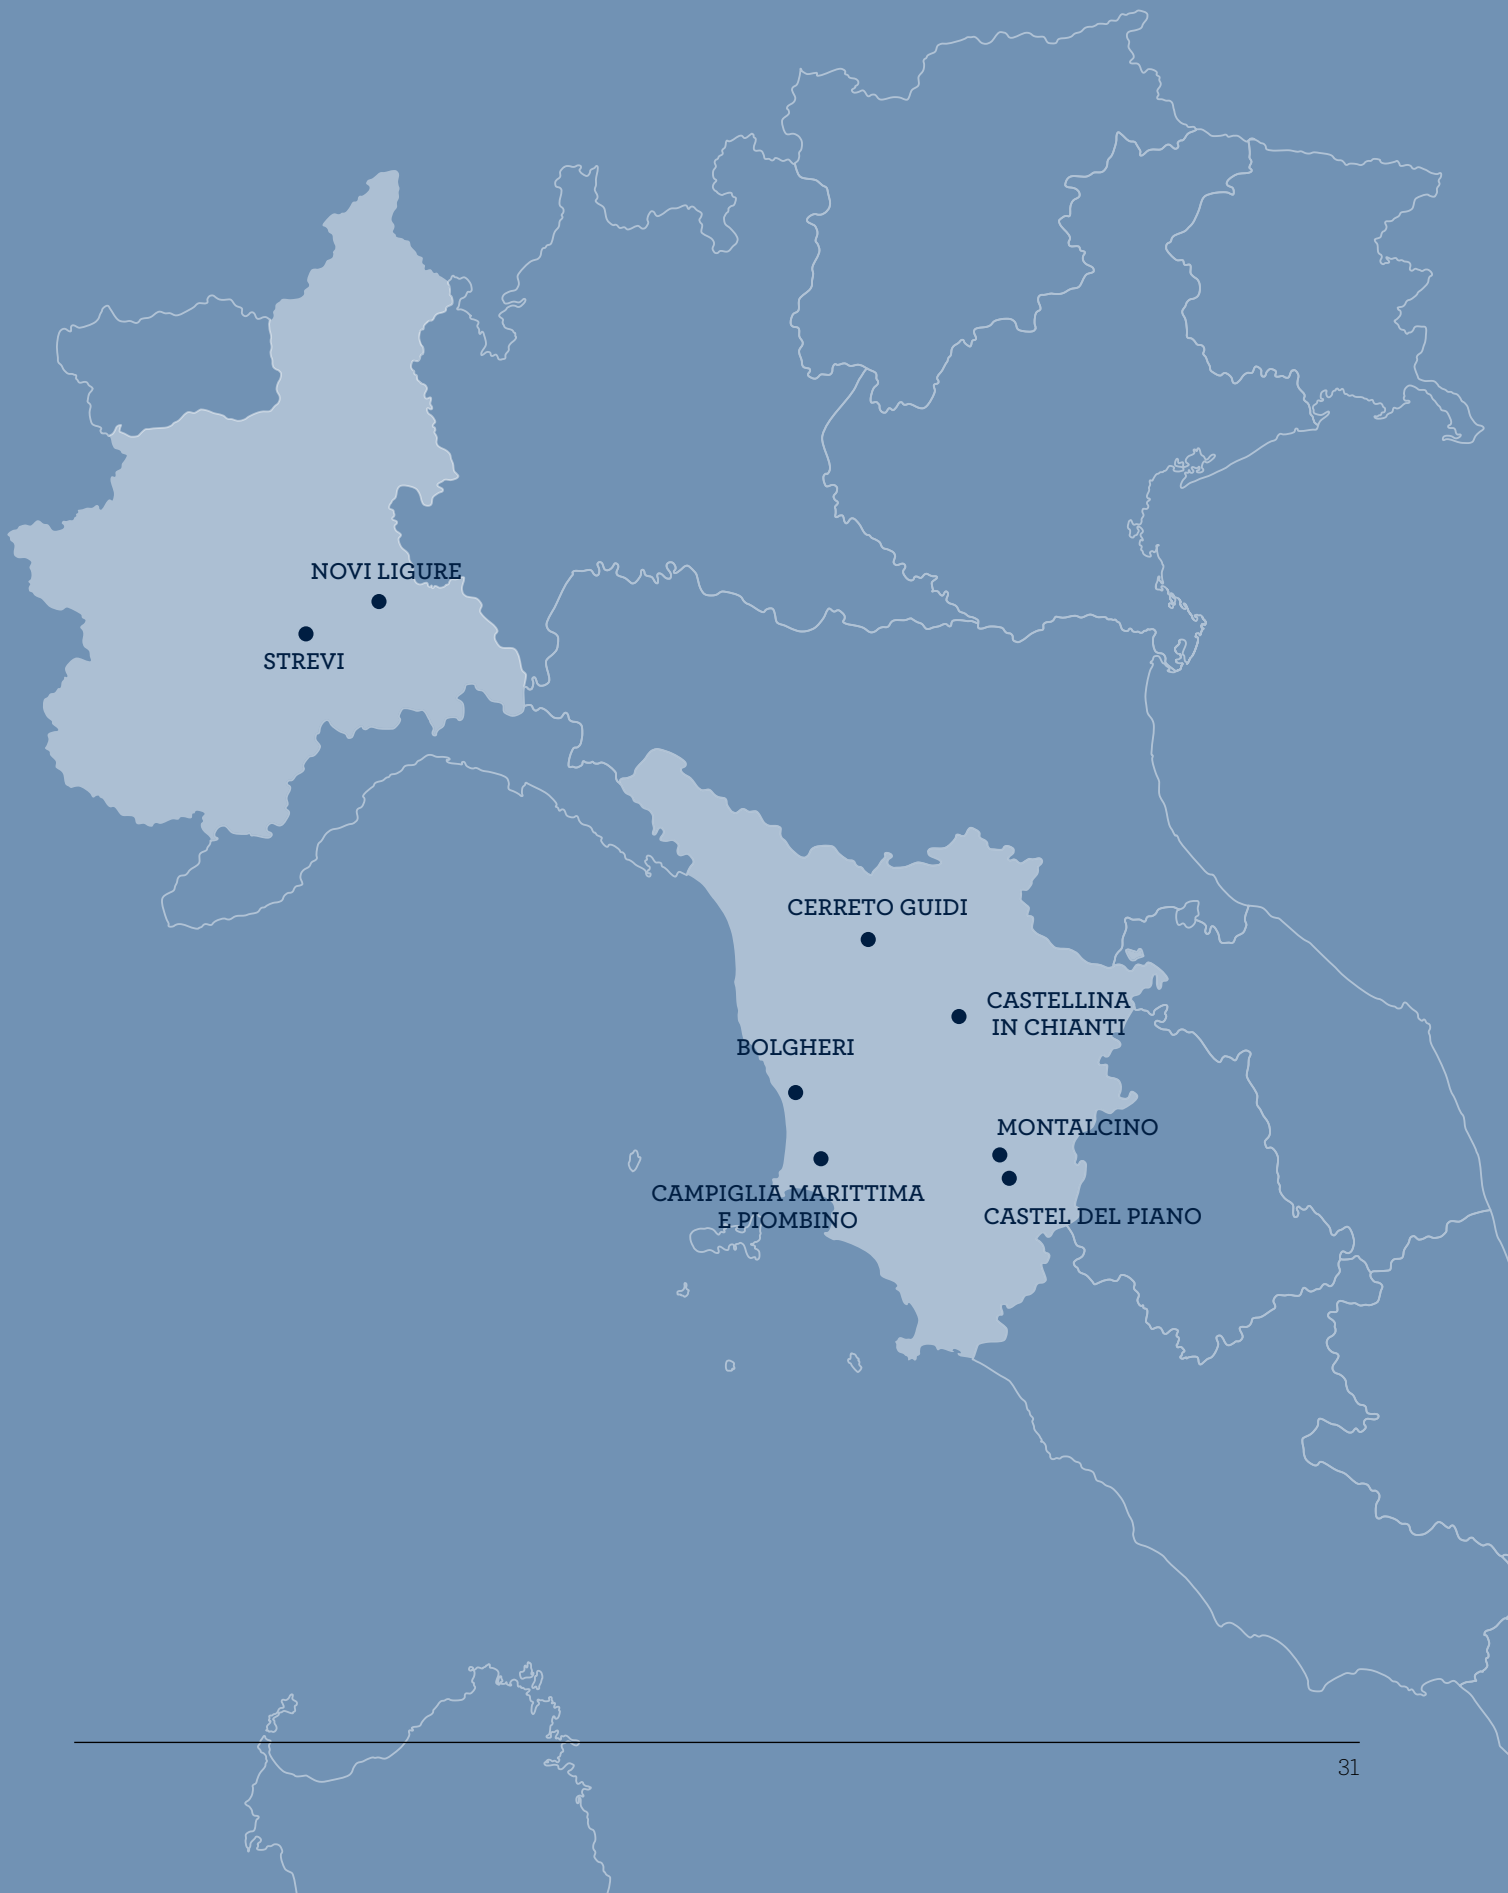 NOVI LIGURE
STREVI
CERRETO GUIDI
CASTELLINA
IN CHIANTI
BOLGHERI
MONTALCINO
CAMPIGLIA MARITTIMA
E PIOMBINO
CASTEL DEL PIANO
31